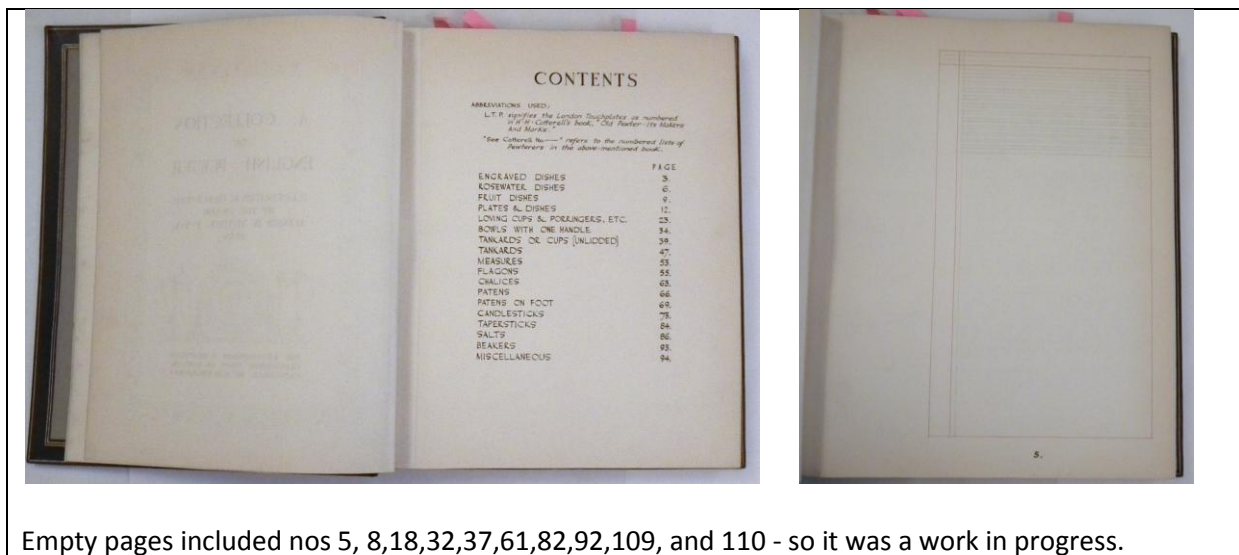 CONTENTS
ABBREVIATIONS USED:
L.T.P. signifies the London Touchplates as numbered
in H·H·Cotterell's book, "Old Pewter - its Makers
And Marks."
"See Cotterell No.——" refers to the numbered lists of
Pewterers in the above-mentioned book.
PAGE
ENGRAVED DISHES 3.
ROSEWATER DISHES 6.
FRUIT DISHES 9.
PLATES & DISHES 12.
LOVING CUPS & PORRINGERS, ETC. 23.
BOWLS WITH ONE HANDLE 34.
TANKARDS OR CUPS (UNLIDDED) 39.
TANKARDS 47.
MEASURES 53.
FLAGONS 55.
CHALICES 63.
PATENS 66.
PATENS ON FOOT 69.
CANDLESTICKS 73.
TAPERSTICKS 84.
SALTS 86.
BEAKERS 93.
MISCELLANEOUS 94.
5.
A COLLECTION
OF
ENGLISH PEWTER
Empty pages included nos 5, 8,18,32,37,61,82,92,109, and 110 - so it was a work in progress.